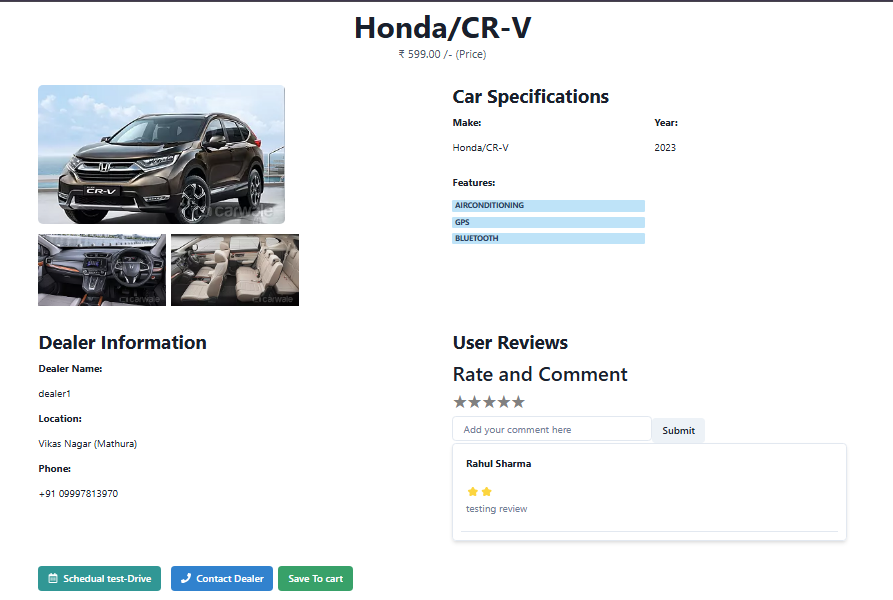 Honda/CR-V
₹ 599.00 /- (Price)
CR-V
carwale
carwale
carwale
Car Specifications
Make: Year:
Honda/CR-V 2023
Features:
AIRCONDITIONING
GPS
BLUETOOTH
Dealer Information
Dealer Name:
dealer1
Location:
Vikas Nagar (Mathura)
Phone:
+91 09997813970
User Reviews
Rate and Comment
Add your comment here Submit
Rahul Sharma
testing review
Schedual test-Drive Contact Dealer Save To cart